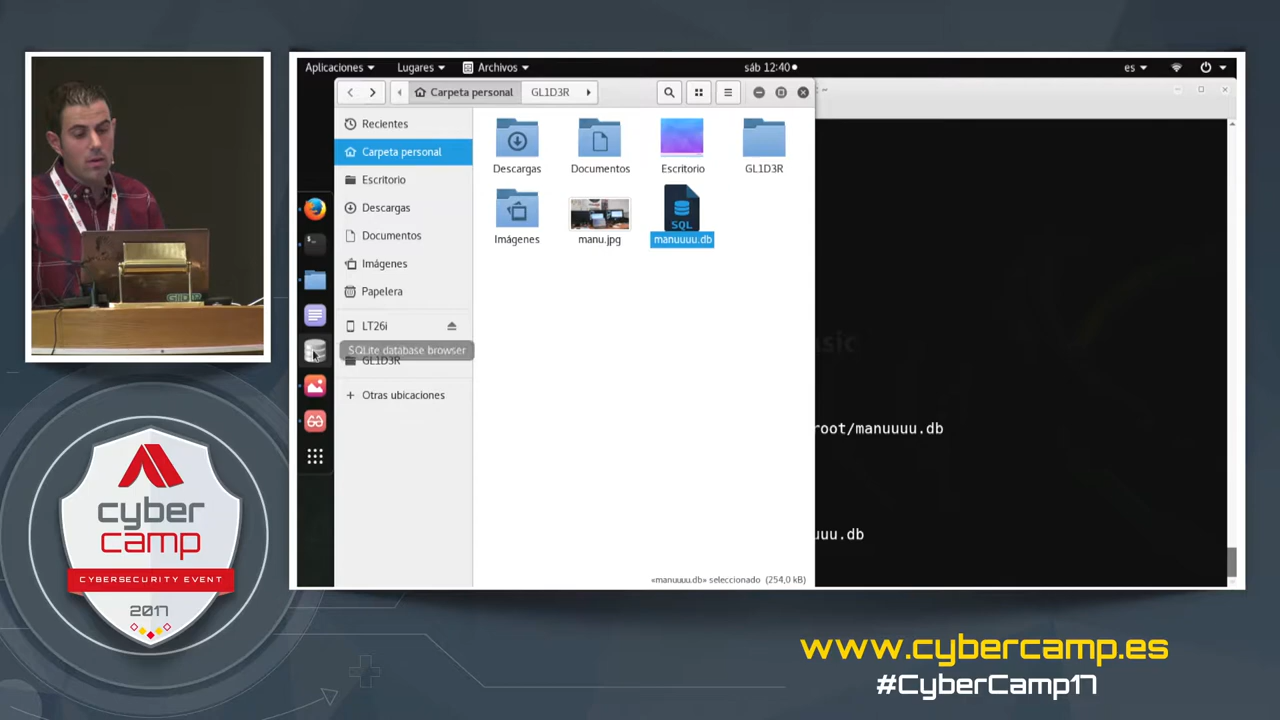 Aplicaciones
Lugares
Archivos
sáb 12:40
es
Carpeta personal
GL1D3R
Recientes
Carpeta personal
Escritorio
Descargas
Documentos
Imágenes
Papelera
LT26i
SQLite database browser
GL1D3R
Otras ubicaciones
Descargas
Documentos
Escritorio
GL1D3R
Imágenes
manu.jpg
SQL
manuuuu.db
«manuuuu.db» seleccionado (254,0 kB)
root/manuuuu.db
uuu.db
cyber
camp
CYBERSECURITY EVENT
2017
www.cybercamp.es
#CyberCamp17